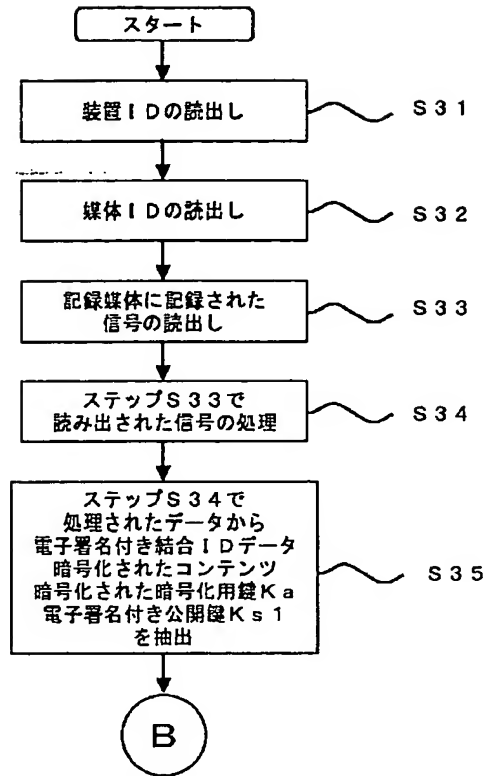 スタート
装置IDの読出し
S31
媒体IDの読出し
S32
記録媒体に記録された
信号の読出し
S33
ステップS33で
読み出された信号の処理
S34
ステップS34で
処理されたデータから
電子署名付き結合IDデータ
暗号化されたコンテンツ
暗号化された暗号化用鍵Ka
電子署名付き公開鍵Ks1
を抽出
S35
B